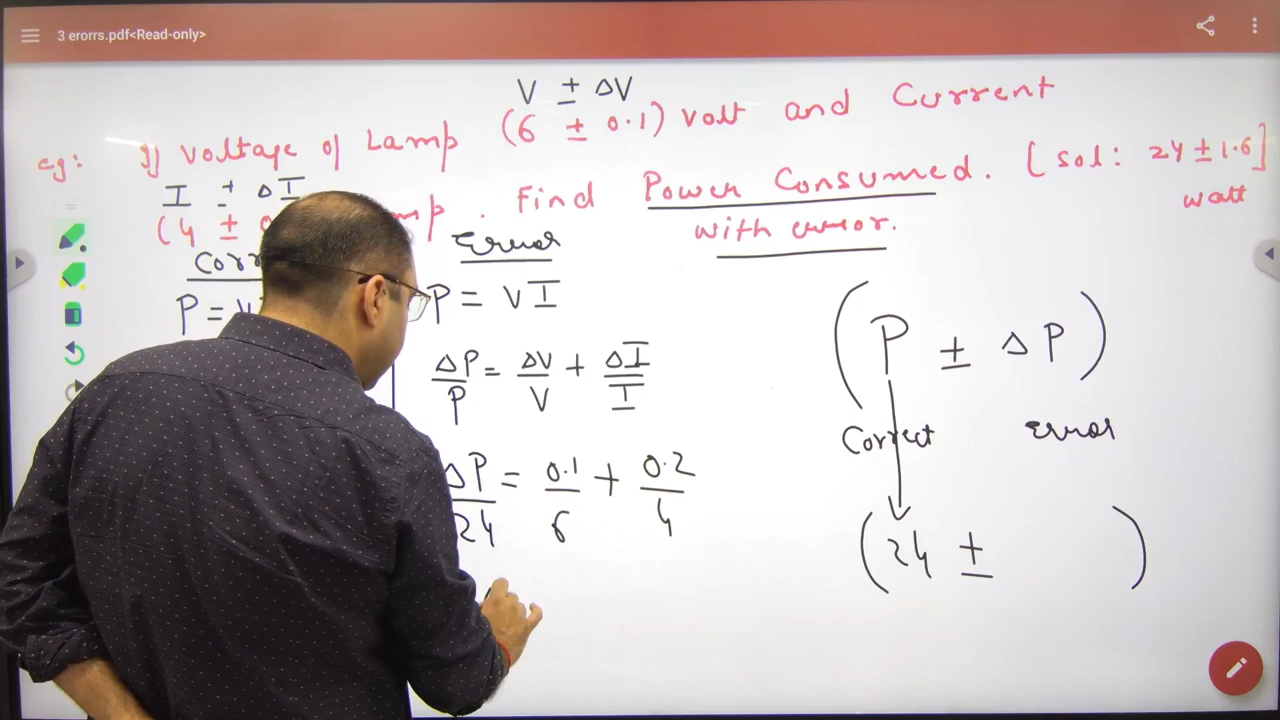 3 erorrs.pdf<Read-only>
V ± ΔV
eg: If voltage of Lamp (6 ± 0.1) volt and Current
I ± ΔI
(4 ± . Find Power Consumed. [sol: 24 ± 1.6]
watt
with error.
Error
P = V
P = VI
ΔP/P = ΔV/V + ΔI/I
ΔP/24 = 0.1/6 + 0.2/4
(P ± ΔP)
Correct Error
(24 ± )